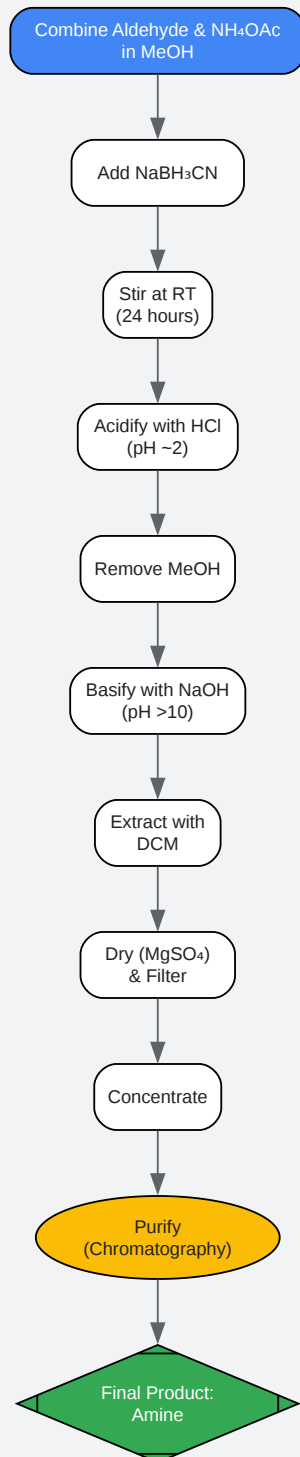 Combine Aldehyde & NH₄OAc
in MeOH
Add NaBH₃CN
Stir at RT
(24 hours)
Acidify with HCl
(pH ~2)
Remove MeOH
Basify with NaOH
(pH >10)
Extract with
DCM
Dry (MgSO₄)
& Filter
Concentrate
Purify
(Chromatography)
Final Product:
Amine